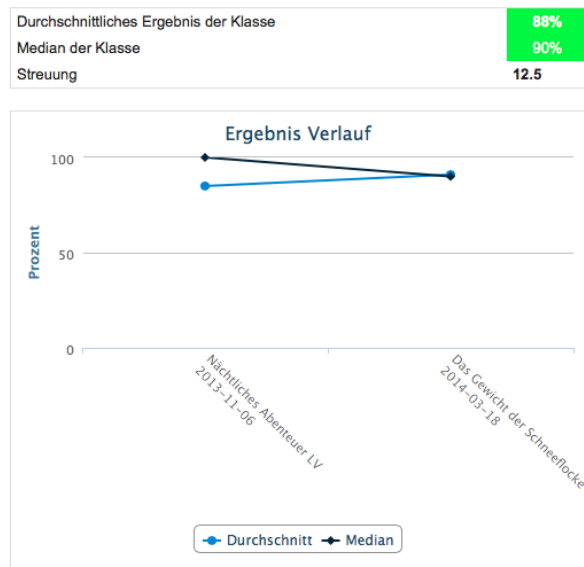 Durchschnittliches Ergebnis der Klasse 88%
Median der Klasse 90%
Streuung 12.5
Ergebnis Verlauf
100
50
0
Prozent
Nächtliches Abenteuer LV
2013-11-06
Das Gewicht der Schneeflocke
2014-03-18
Durchschnitt Median